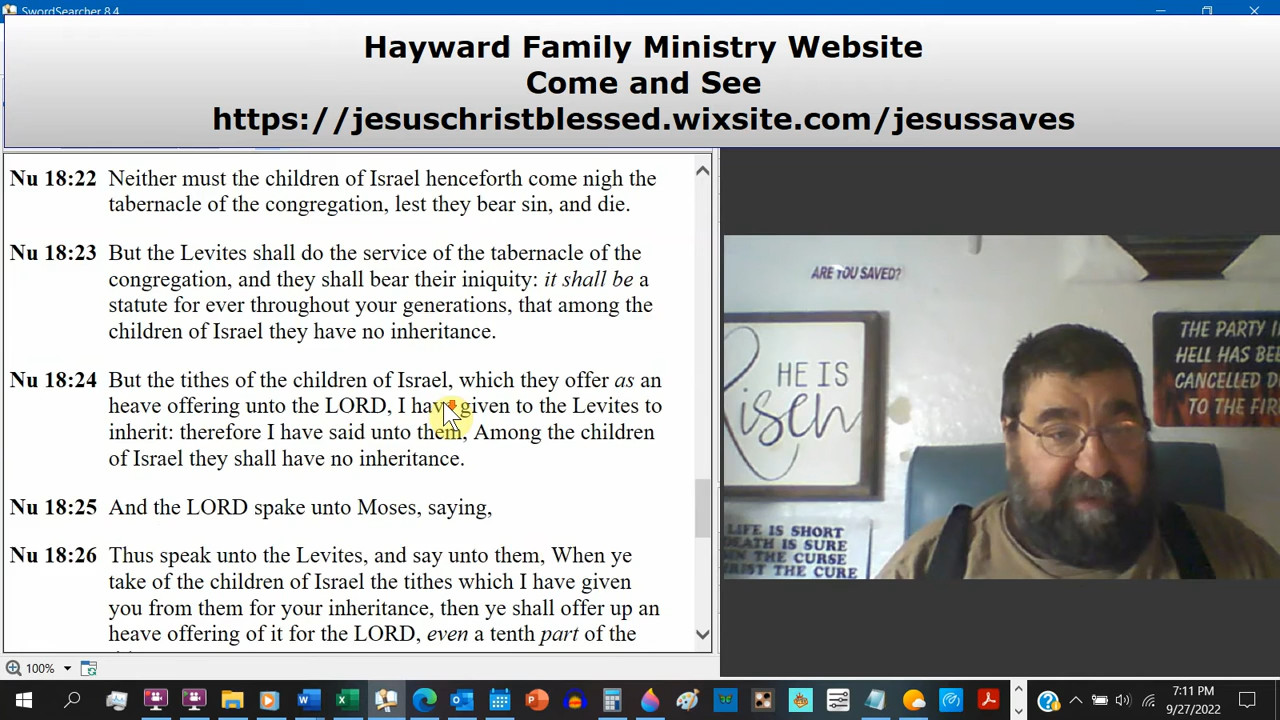 SwordSearcher 8.4
Hayward Family Ministry Website
Come and See
https://jesuschristblessed.wixsite.com/jesussaves
Nu 18:22 Neither must the children of Israel henceforth come nigh the
tabernacle of the congregation, lest they bear sin, and die.
Nu 18:23 But the Levites shall do the service of the tabernacle of the
congregation, and they shall bear their iniquity: it shall be a
statute for ever throughout your generations, that among the
children of Israel they have no inheritance.
Nu 18:24 But the tithes of the children of Israel, which they offer as an
heave offering unto the LORD, I have given to the Levites to
inherit: therefore I have said unto them, Among the children
of Israel they shall have no inheritance.
Nu 18:25 And the LORD spake unto Moses, saying,
Nu 18:26 Thus speak unto the Levites, and say unto them, When ye
take of the children of Israel the tithes which I have given
you from them for your inheritance, then ye shall offer up an
heave offering of it for the LORD, even a tenth part of the
100%
ARE YOU SAVED?
HE IS
Risen
THE PARTY I
HELL HAS BEE
CANCELLED D
TO THE FIR
LIFE IS SHORT
DEATH IS SURE
THE CURSE
THE CURE
7:11 PM
9/27/2022